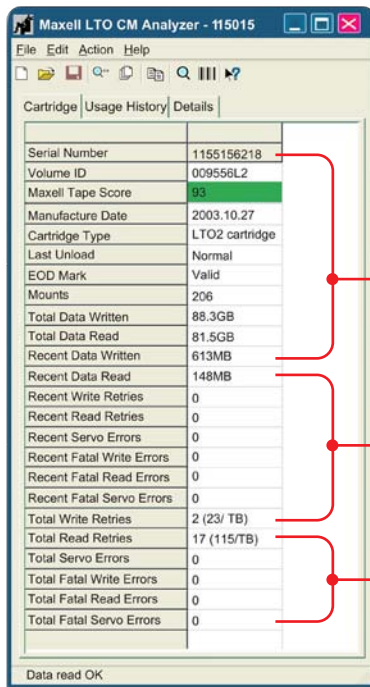 Maxell LTO CM Analyzer - 115015
File Edit Action Help
Cartridge Usage History Details
Serial Number 1155156218
Volume ID 009556L2
Maxell Tape Score 93
Manufacture Date 2003.10.27
Cartridge Type LTO2 cartridge
Last Unload Normal
EOD Mark Valid
Mounts 206
Total Data Written 88.3GB
Total Data Read 81.5GB
Recent Data Written 613MB
Recent Data Read 148MB
Recent Write Retries 0
Recent Read Retries 0
Recent Servo Errors 0
Recent Fatal Write Errors 0
Recent Fatal Read Errors 0
Recent Fatal Servo Errors 0
Total Write Retries 2 (23/ TB)
Total Read Retries 17 (115/TB)
Total Servo Errors 0
Total Fatal Write Errors 0
Total Fatal Read Errors 0
Total Fatal Servo Errors 0
Data read OK